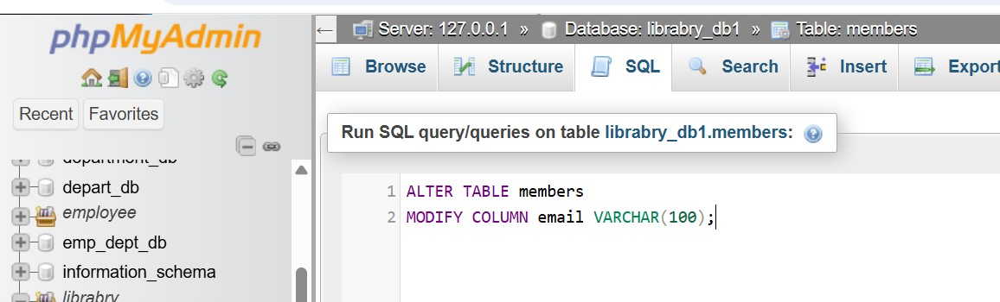 phpMyAdmin
Recent Favorites
department_db
depart_db
employee
emp_dept_db
information_schema
librabry
← Server: 127.0.0.1 » Database: librabry_db1 » Table: members
Browse Structure SQL Search Insert Export
Run SQL query/queries on table librabry_db1.members:
1 ALTER TABLE members
2 MODIFY COLUMN email VARCHAR(100);